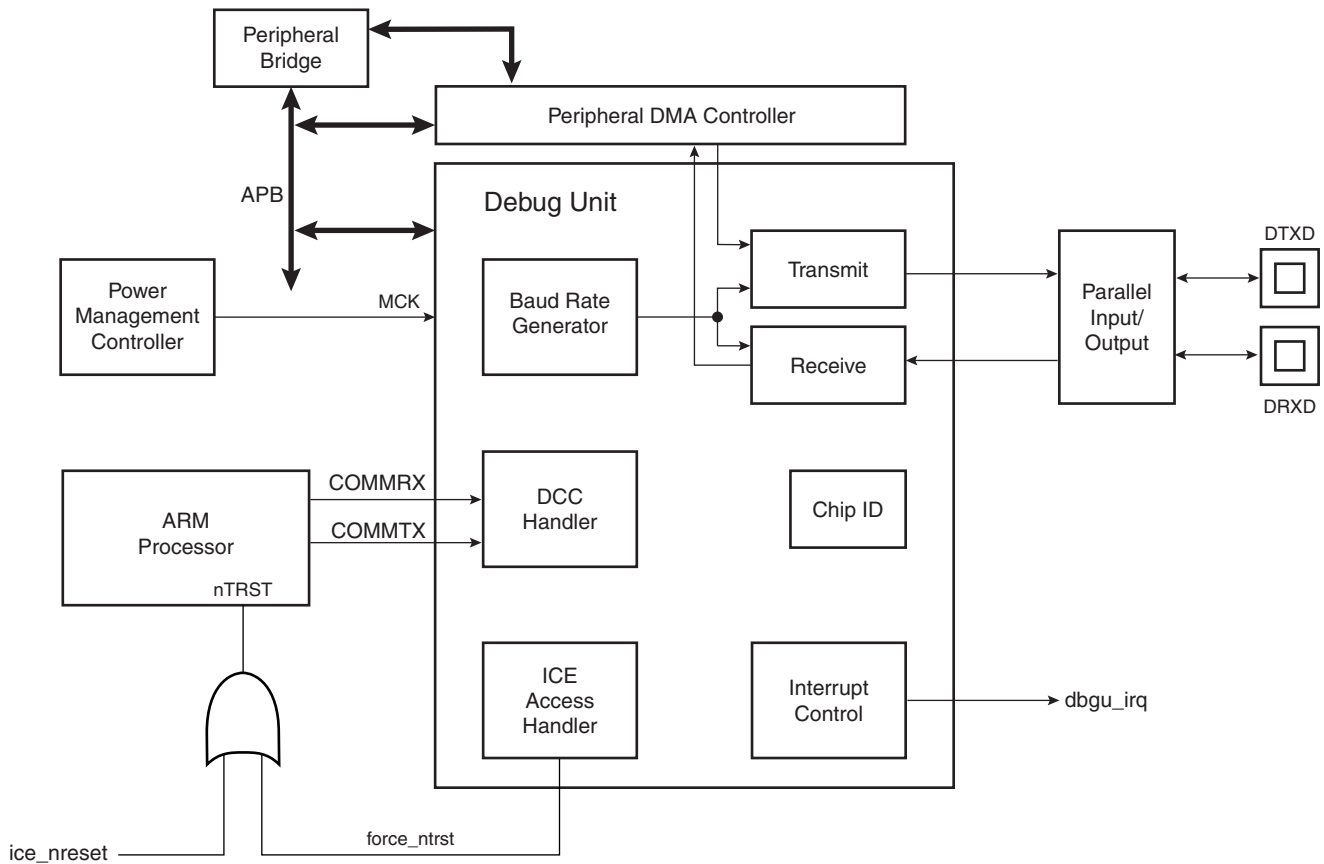 Peripheral
Bridge
Peripheral DMA Controller
APB
Debug Unit
Power
Management
Controller
MCK
Baud Rate
Generator
Transmit
Receive
Parallel
Input/
Output
DTXD
DRXD
ARM
Processor
nTRST
COMMRX
COMMTX
DCC
Handler
Chip ID
ICE
Access
Handler
Interrupt
Control
dbgu_irq
force_ntrst
ice_nreset